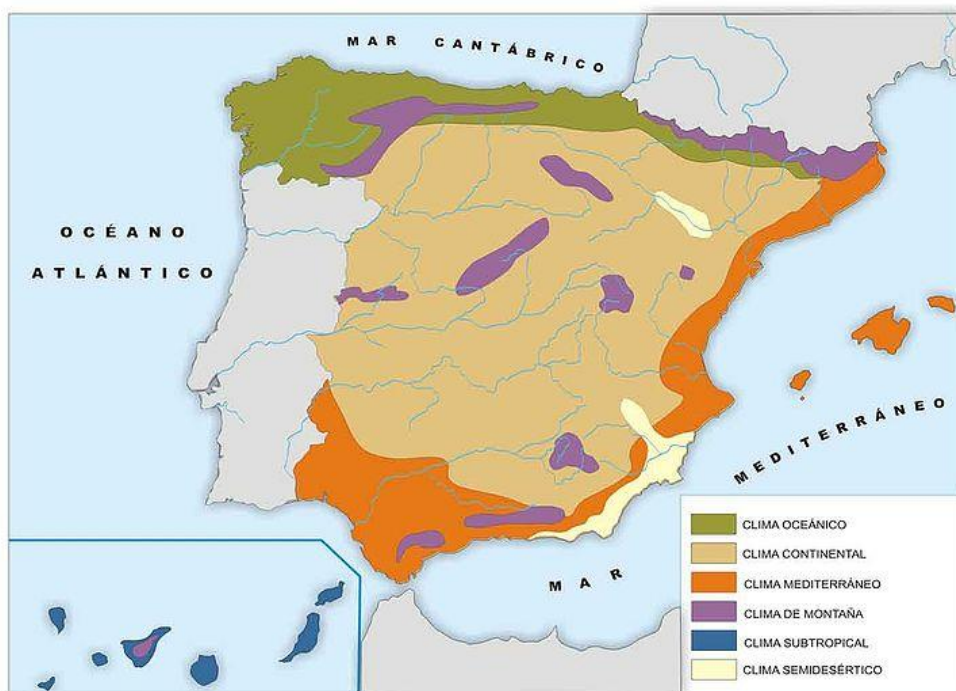 MAR CANTÁBRICO
OCÉANO
ATLÁNTICO
MEDITERRÁNEO
MAR
CLIMA OCEÁNICO
CLIMA CONTINENTAL
CLIMA MEDITERRÁNEO
CLIMA DE MONTAÑA
CLIMA SUBTROPICAL
CLIMA SEMIDESÉRTICO